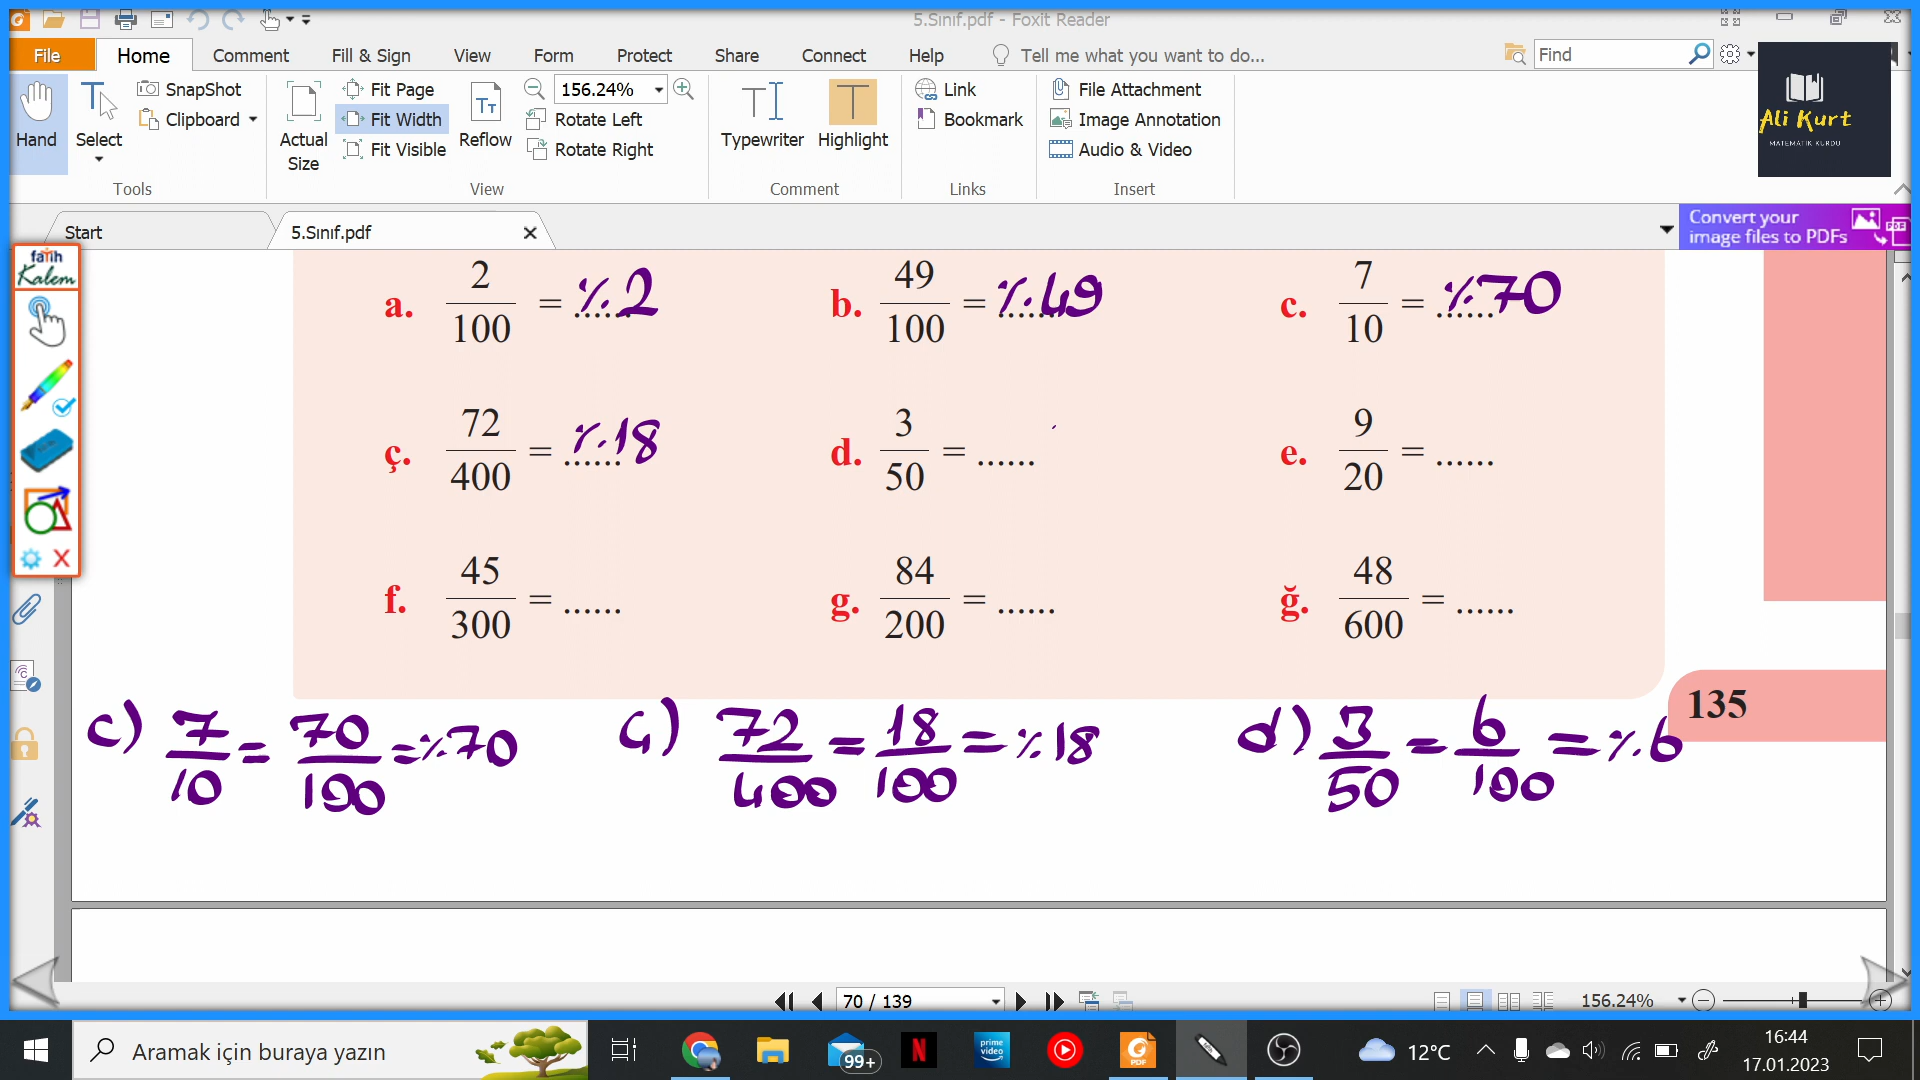 5.Sınıf.pdf - Foxit Reader
File Home Comment Fill & Sign View Form Protect Share Connect Help Tell me what you want to do... Find
Hand
Select
SnapShot
Clipboard
Tools
Actual Size
Fit Page
Fit Width
Fit Visible
Reflow
156.24%
Rotate Left
Rotate Right
View
Typewriter
Highlight
Comment
Link
Bookmark
Links
File Attachment
Image Annotation
Audio & Video
Insert
Ali Kurt
MATEMATİK KURDU
Start
5.Sınıf.pdf
Convert your
image files to PDFs
fatih
Kalem
a. 2/100 = ...... %2
b. 49/100 = ...... %49
c. 7/10 = ...... %70
ç. 72/400 = ...... %18
d. 3/50 = ......
e. 9/20 = ......
f. 45/300 = ......
g. 84/200 = ......
ğ. 48/600 = ......
135
c) 7/10 = 70/100 = %70
ç) 72/400 = 18/100 = %18
d) 3/50 = 6/100 = %6
70 / 139
156.24%
Aramak için buraya yazın
99+
prime video
PDF
12°C
16:44
17.01.2023